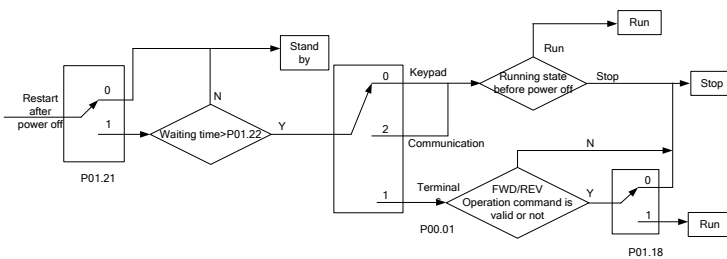 Run
Run
Stand
by
Keypad
0
Running state
before power off
Stop
Stop
Restart
after
power off
0
1
N
Waiting time>P01.22
Y
2
Communication
N
P01.21
1
Terminal
FWD/REV
Operation command is
valid or not
Y
0
1
Run
P00.01
P01.18